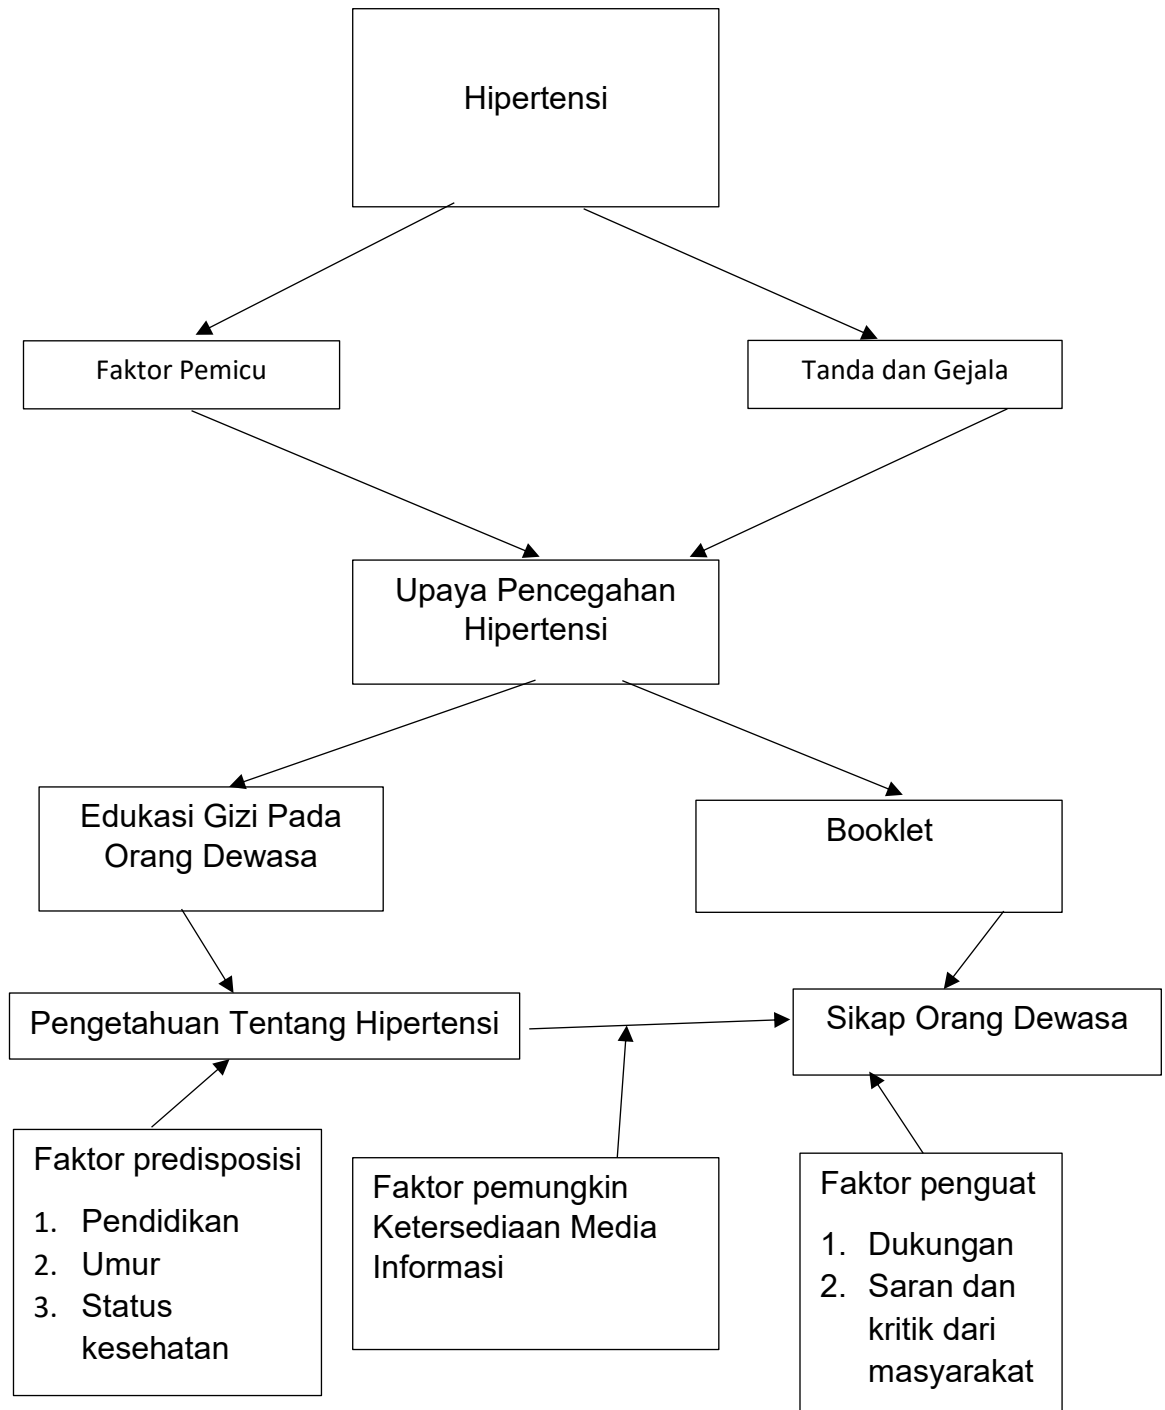 Hipertensi
Faktor Pemicu
Tanda dan Gejala
Upaya Pencegahan
Hipertensi
Edukasi Gizi Pada
Orang Dewasa
Booklet
Pengetahuan Tentang Hipertensi
Sikap Orang Dewasa
Faktor predisposisi
1. Pendidikan
2. Umur
3. Status
kesehatan
Faktor pemungkin
Ketersediaan Media
Informasi
Faktor penguat
1. Dukungan
2. Saran dan
kritik dari
masyarakat